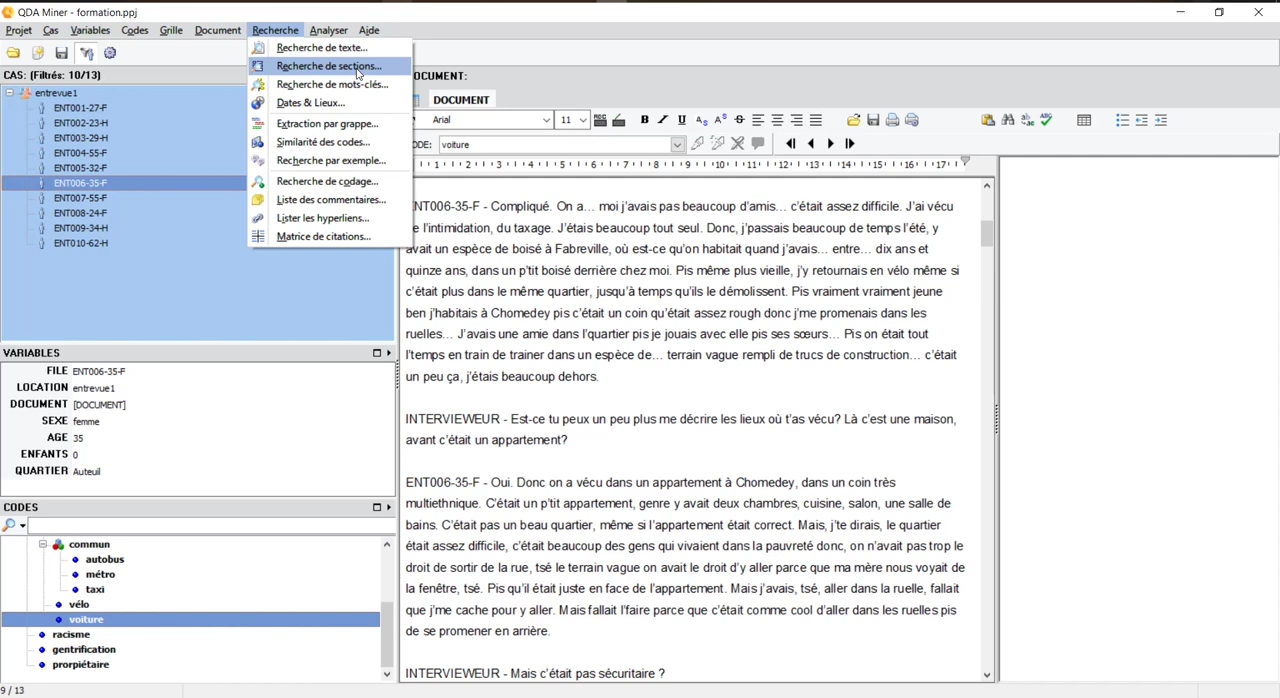 QDA Miner - formation.ppj
Projet Cas Variables Codes Grille Document Recherche Analyser Aide
Recherche de texte...
Recherche de sections...
Recherche de mots-clés...
Dates & Lieux...
Extraction par grappe...
Similarité des codes...
Recherche par exemple...
Recherche de codage...
Liste des commentaires...
Lister les hyperliens...
Matrice de citations...
CAS: (Filtrés: 10/13)
entrevue1
ENT001-27-F
ENT002-23-H
ENT003-29-H
ENT004-55-F
ENT005-32-F
ENT006-35-F
ENT007-55-F
ENT008-24-F
ENT009-34-H
ENT010-62-H
VARIABLES
FILE ENT006-35-F
LOCATION entrevue1
DOCUMENT [DOCUMENT]
SEXE femme
AGE 35
ENFANTS 0
QUARTIER Auteuil
CODES
commun
autobus
métro
taxi
vélo
voiture
racisme
gentrification
prorpiétaire
9 / 13
OCUMENT:
DOCUMENT
Arial 11
ODE: voiture
1 2 3 4 5 6 7 8 9 10 11 12 13 14 15 16 17
ENT006-35-F - Compliqué. On a… moi j’avais pas beaucoup d’amis… c’était assez difficile. J’ai vécu
e l’intimidation, du taxage. J’étais beaucoup tout seul. Donc, j’passais beaucoup de temps l’été, y
avait un espèce de boisé à Fabreville, où est-ce qu’on habitait quand j’avais… entre… dix ans et
quinze ans, dans un p’tit boisé derrière chez moi. Pis même plus vieille, j’y retournais en vélo même si
c’était plus dans le même quartier, jusqu’à temps qu’ils le démolissent. Pis vraiment vraiment jeune
ben j’habitais à Chomedey pis c’était un coin qu’était assez rough donc j’me promenais dans les
ruelles… J’avais une amie dans l’quartier pis je jouais avec elle pis ses sœurs… Pis on était tout
l’temps en train de trainer dans un espèce de… terrain vague rempli de trucs de construction… c’était
un peu ça, j’étais beaucoup dehors.
INTERVIEWEUR - Est-ce tu peux un peu plus me décrire les lieux où t’as vécu? Là c’est une maison,
avant c’était un appartement?
ENT006-35-F - Oui. Donc on a vécu dans un appartement à Chomedey, dans un coin très
multiethnique. C’était un p’tit appartement, genre y avait deux chambres, cuisine, salon, une salle de
bains. C’était pas un beau quartier, même si l’appartement était correct. Mais, j’te dirais, le quartier
était assez difficile, c’était beaucoup des gens qui vivaient dans la pauvreté donc, on n’avait pas trop le
droit de sortir de la rue, tsé le terrain vague on avait le droit d’y aller parce que ma mère nous voyait de
la fenêtre, tsé. Pis qu’il était juste en face de l’appartement. Mais j’avais, tsé, aller dans la ruelle, fallait
que j’me cache pour y aller. Mais fallait l’faire parce que c’était comme cool d’aller dans les ruelles pis
de se promener en arrière.
INTERVIEWEUR - Mais c’était pas sécuritaire ?